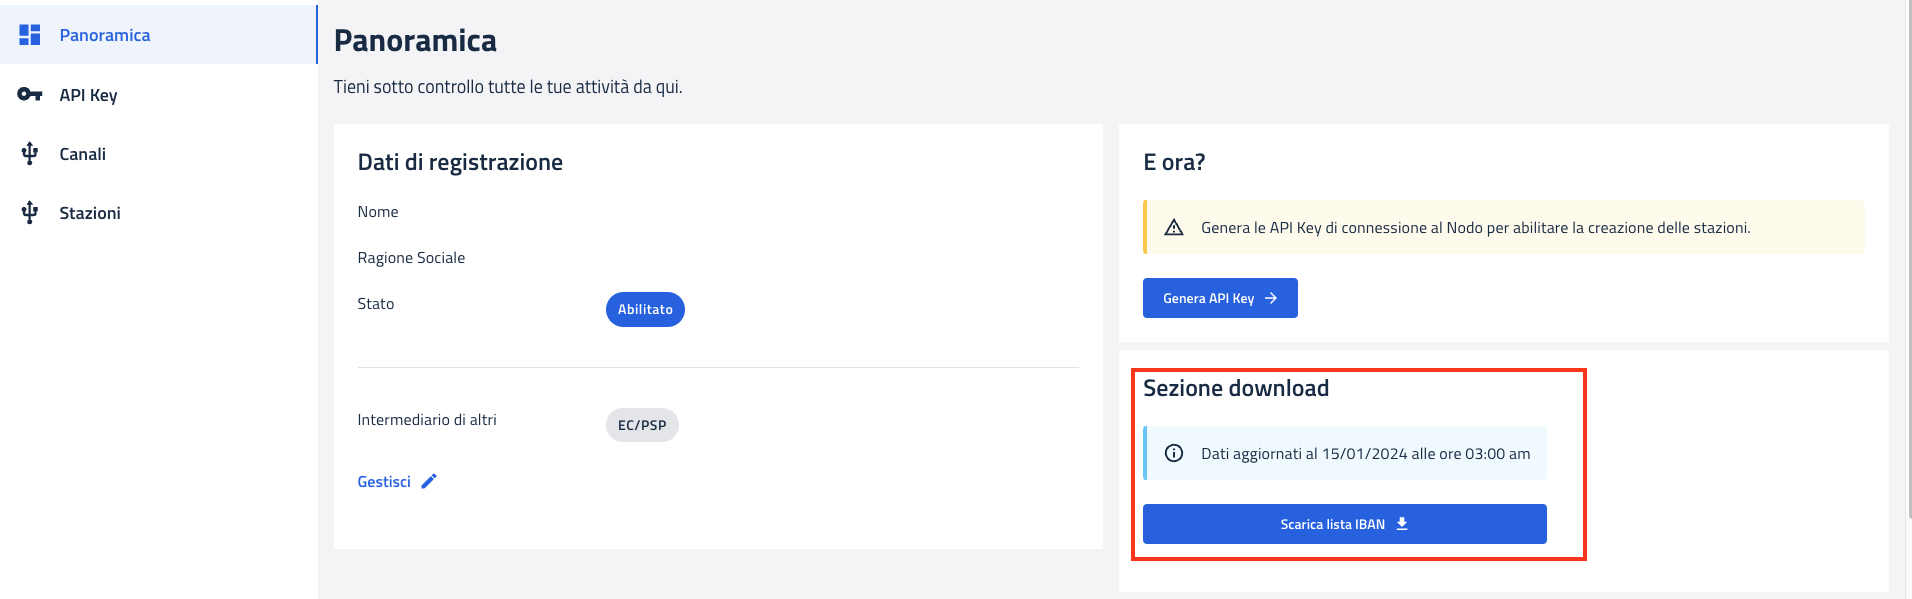 Panoramica
API Key
Canali
Stazioni
Panoramica
Tieni sotto controllo tutte le tue attività da qui.
Dati di registrazione
Nome
Ragione Sociale
Stato
Abilitato
Intermediario di altri
EC/PSP
Gestisci
E ora?
Genera le API Key di connessione al Nodo per abilitare la creazione delle stazioni.
Genera API Key
Sezione download
Dati aggiornati al 15/01/2024 alle ore 03:00 am
Scarica lista IBAN